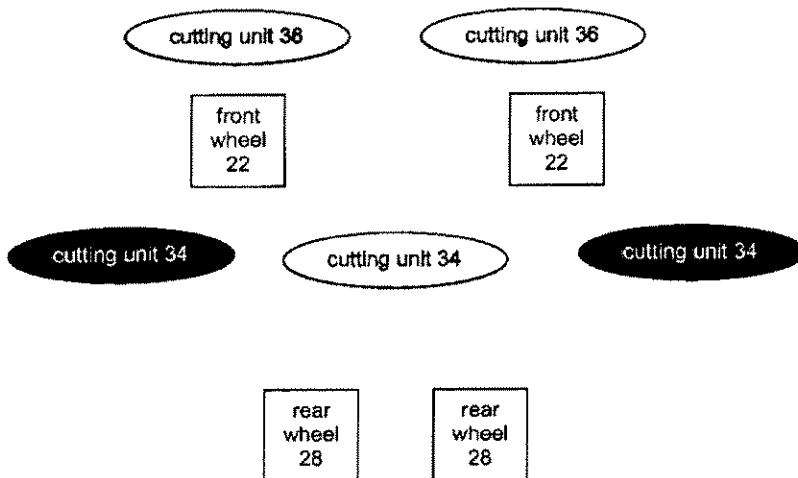 cutting unit 36
cutting unit 36
front
wheel
22
front
wheel
22
cutting unit 34
cutting unit 34
cutting unit 34
rear
wheel
28
rear
wheel
28